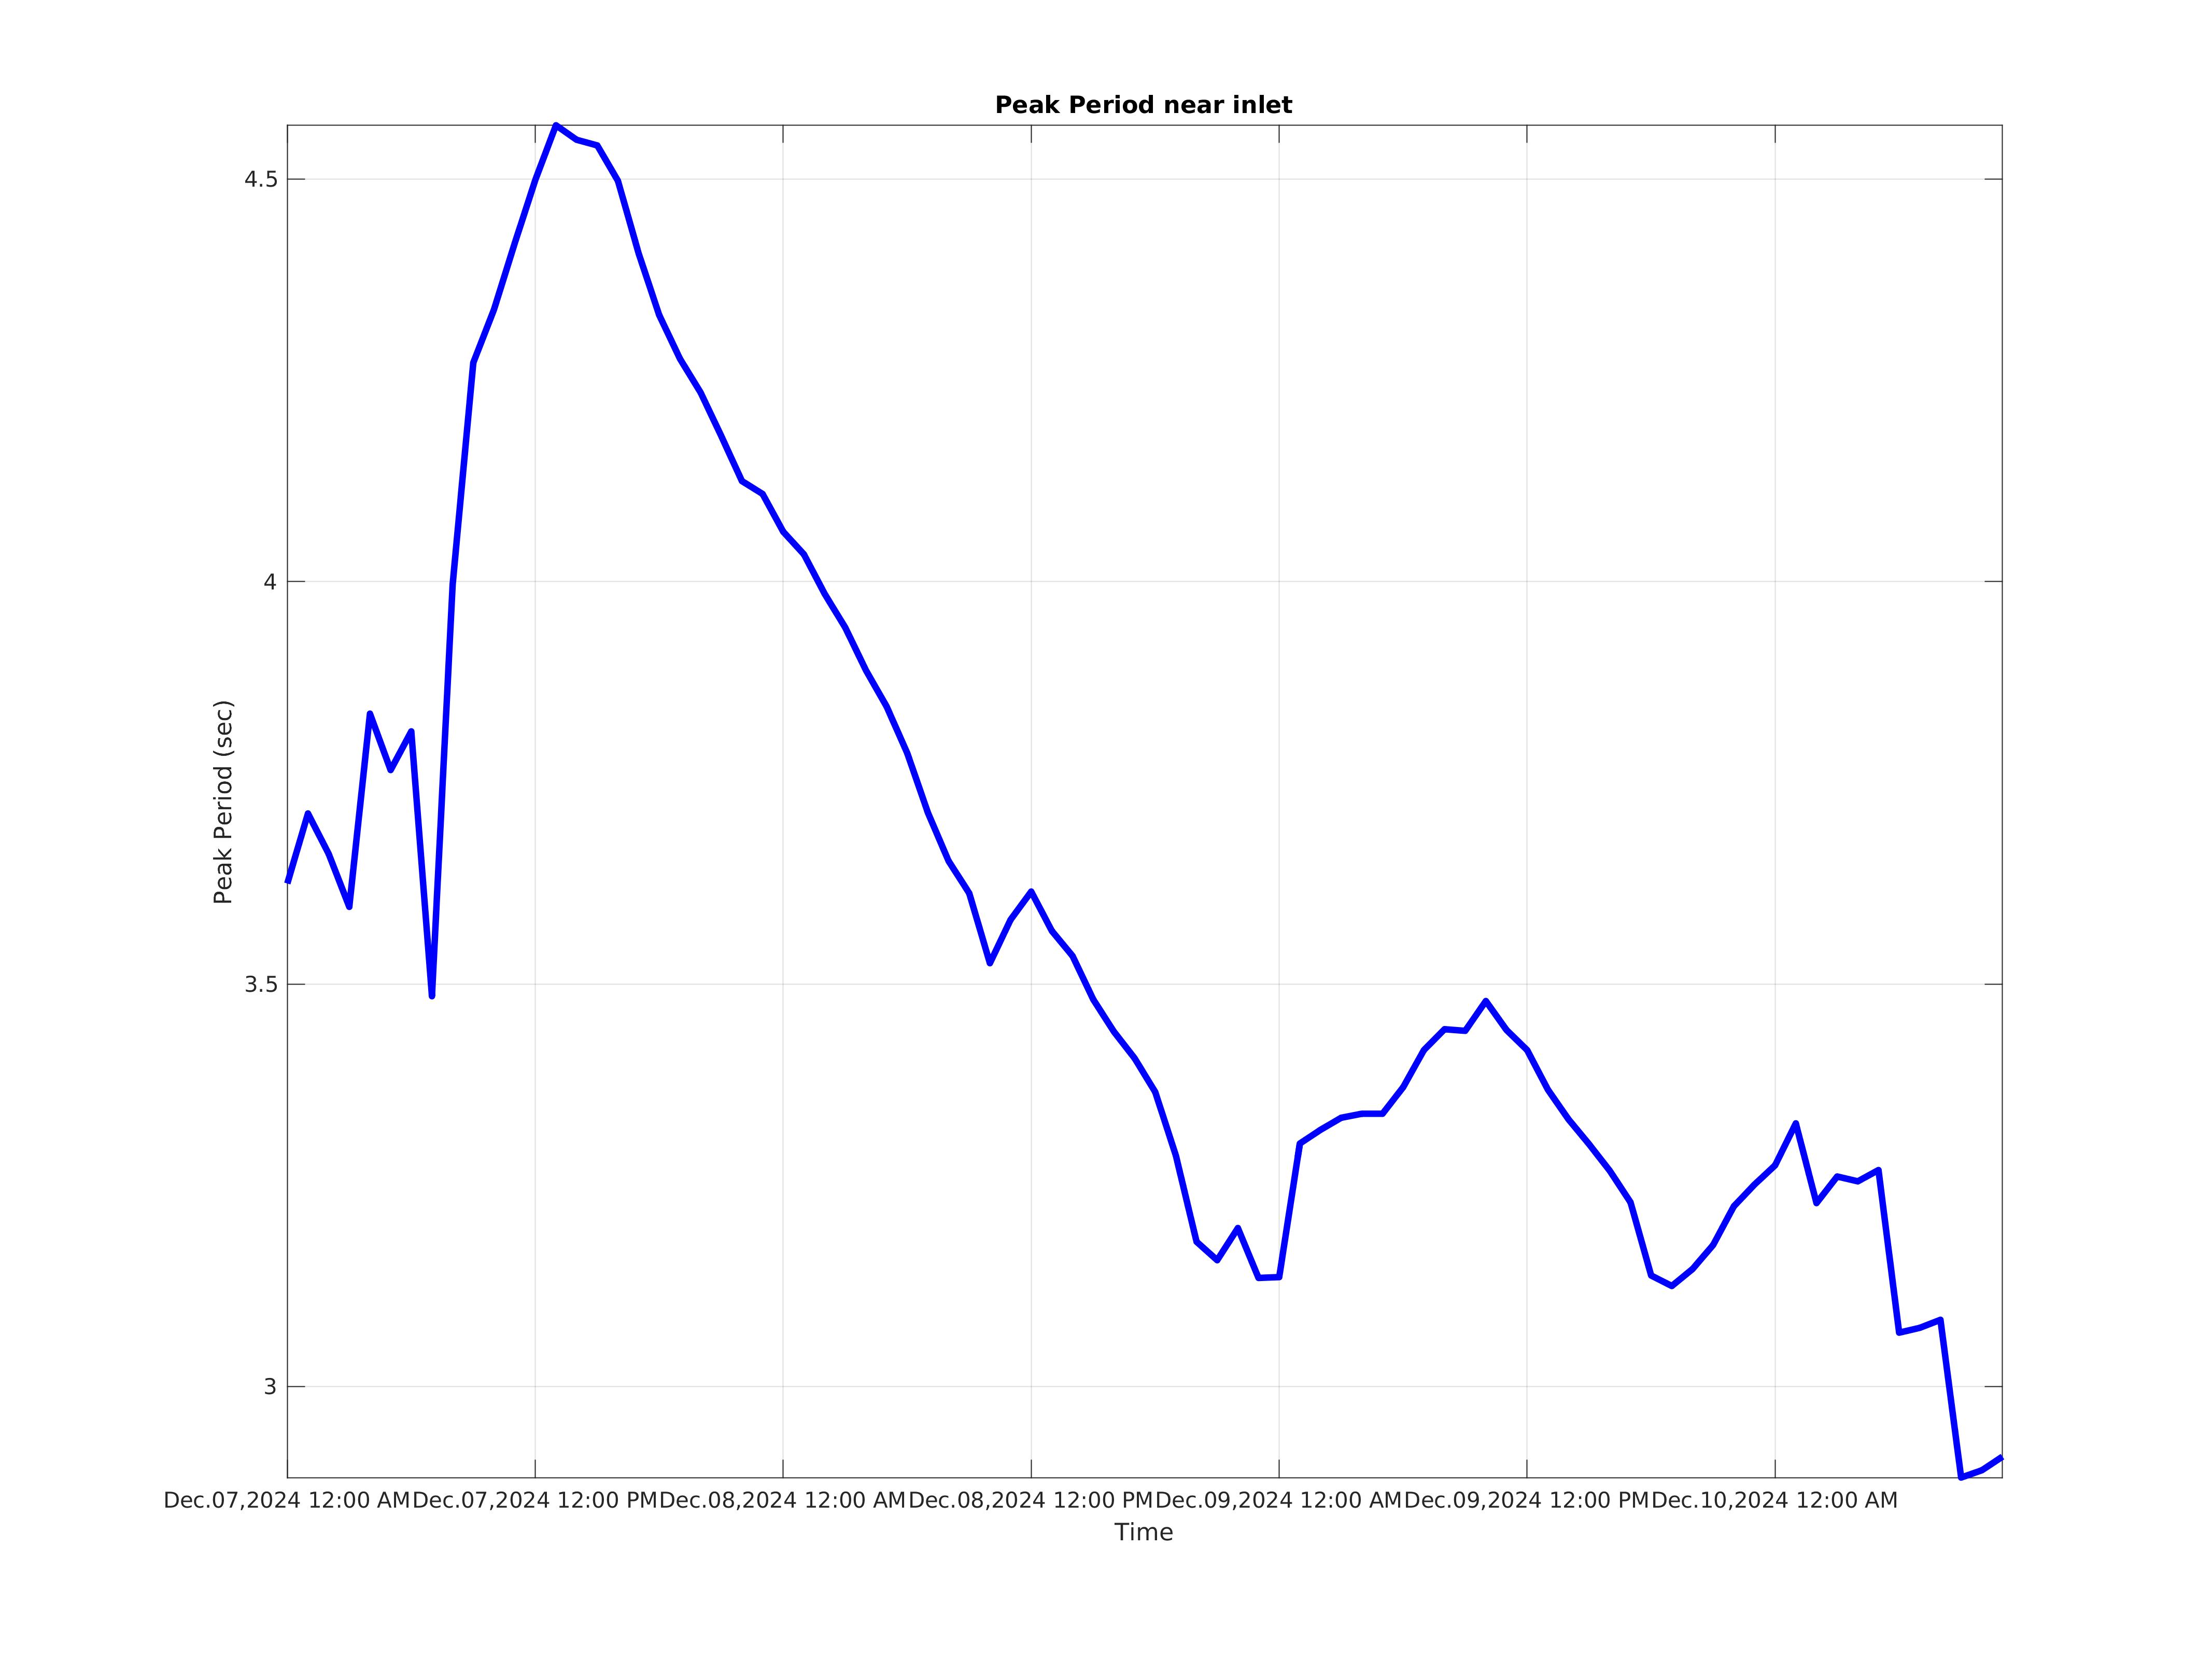 Peak Period near inlet
4.5
4
3.5
3
Peak Period (sec)
Dec.07,2024 12:00 AM Dec.07,2024 12:00 PM Dec.08,2024 12:00 AM Dec.08,2024 12:00 PM Dec.09,2024 12:00 AM Dec.09,2024 12:00 PM Dec.10,2024 12:00 AM
Time